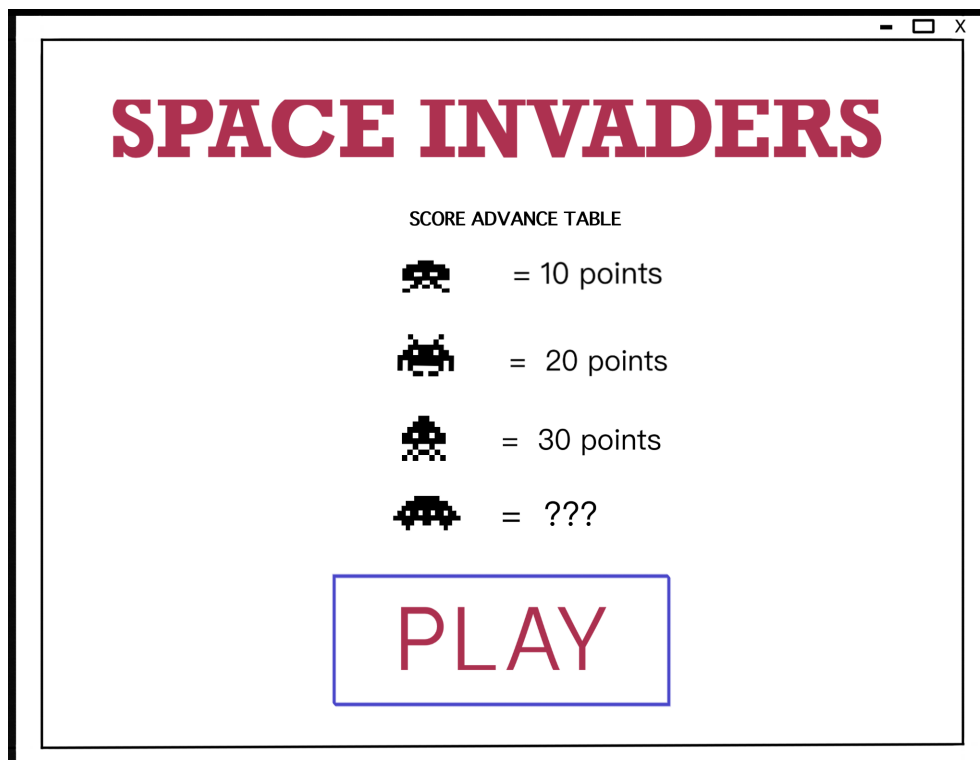 X
SPACE INVADERS
SCORE ADVANCE TABLE
= 10 points
= 20 points
= 30 points
= ???
PLAY